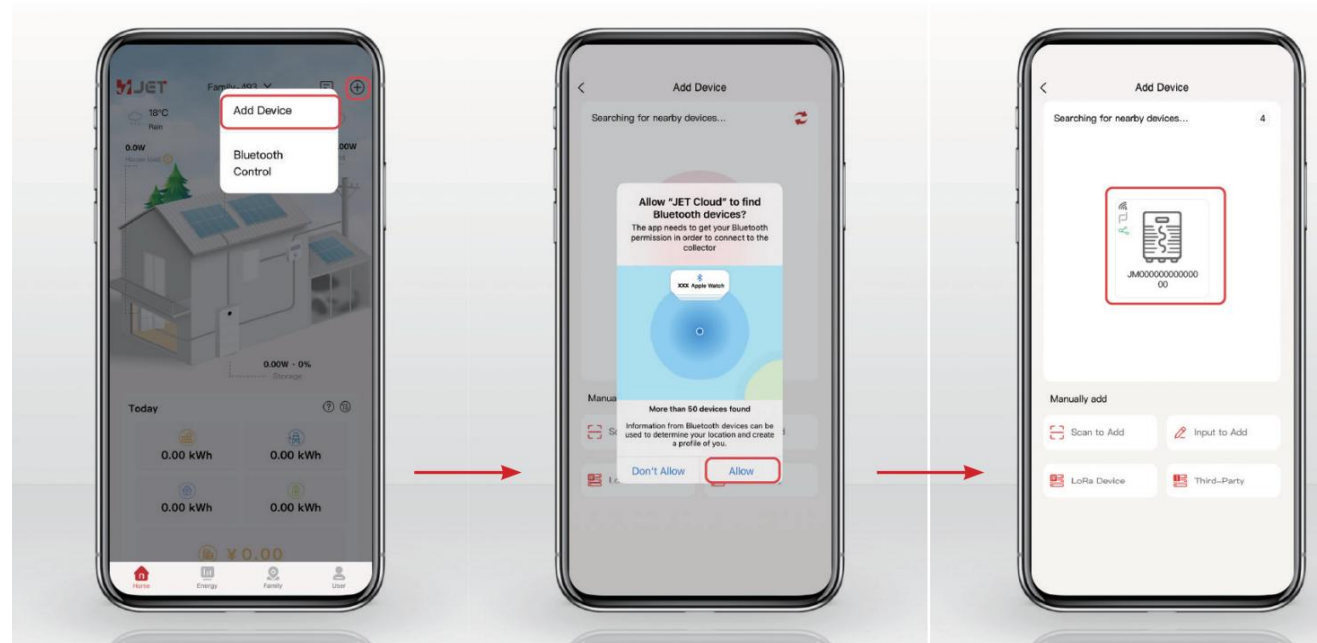 JET
Family-493
18°C
Rain
Add Device
Bluetooth
Control
0.0W
House load
.00W
0.00W - 0%
Storage
Today
0.00 kWh
0.00 kWh
0.00 kWh
0.00 kWh
¥ 0.00
Home
Energy
Family
User
Add Device
Searching for nearby devices...
Allow "JET Cloud" to find
Bluetooth devices?
The app needs to get your Bluetooth
permission in order to connect to the
collector
XXX Apple Watch
More than 50 devices found
Information from Bluetooth devices can be
used to determine your location and create
a profile of you.
Don't Allow
Allow
Manua
Add Device
Searching for nearby devices...
4
JM000000000000
00
Manually add
Scan to Add
Input to Add
LoRa Device
Third-Party